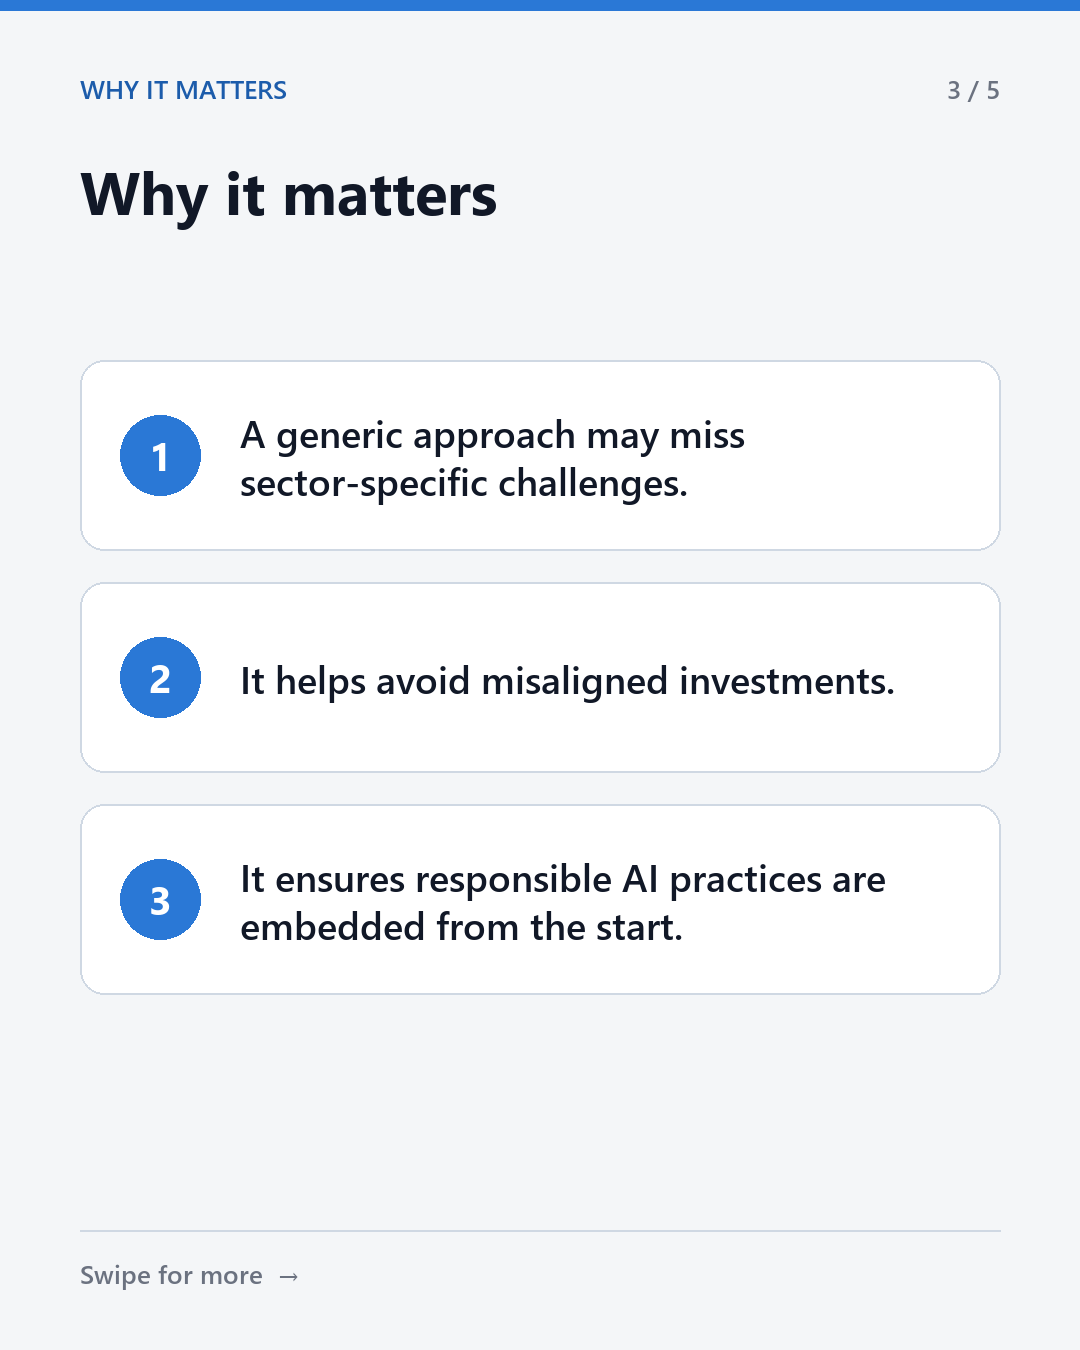 WHY IT MATTERS
3 / 5
Why it matters
1
A generic approach may miss
sector-specific challenges.
2
It helps avoid misaligned investments.
3
It ensures responsible AI practices are
embedded from the start.
Swipe for more →